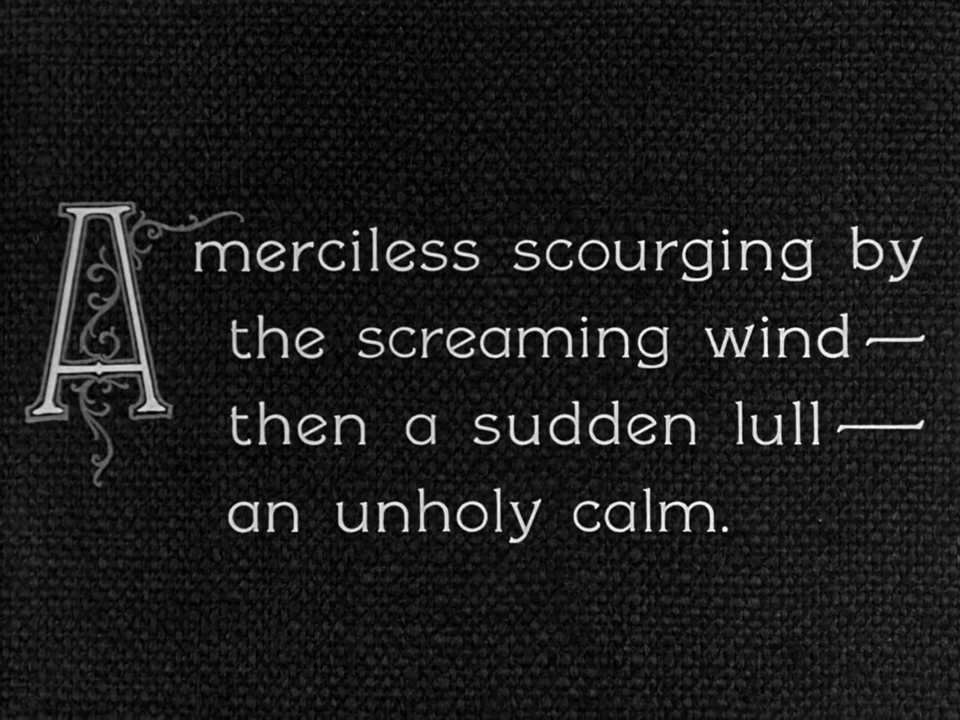 A merciless scourging by
the screaming wind—
then a sudden lull—
an unholy calm.